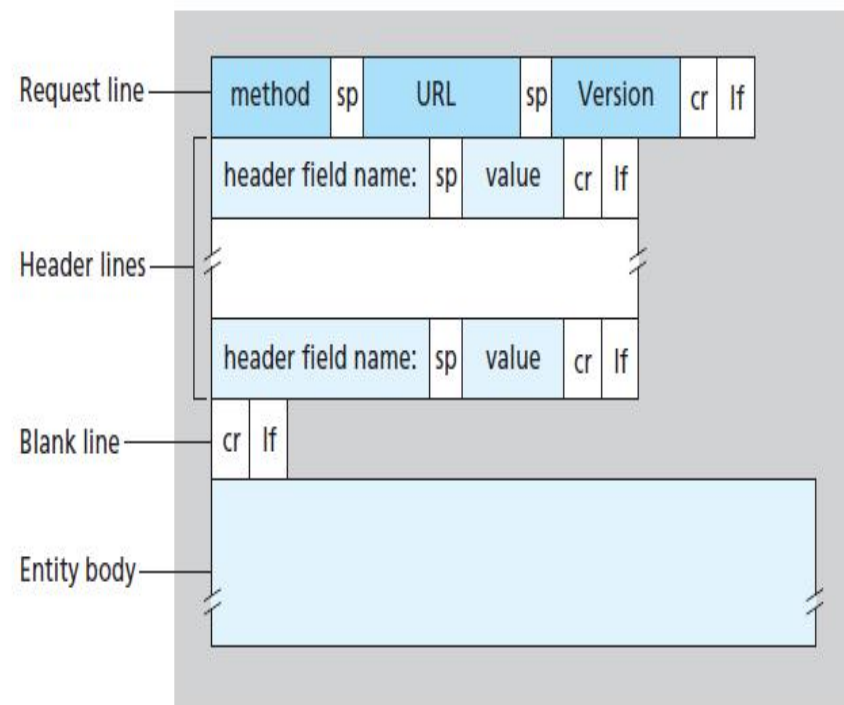 Request line
method sp URL sp Version cr lf
header field name: sp value cr lf
Header lines
header field name: sp value cr lf
Blank line
cr lf
Entity body